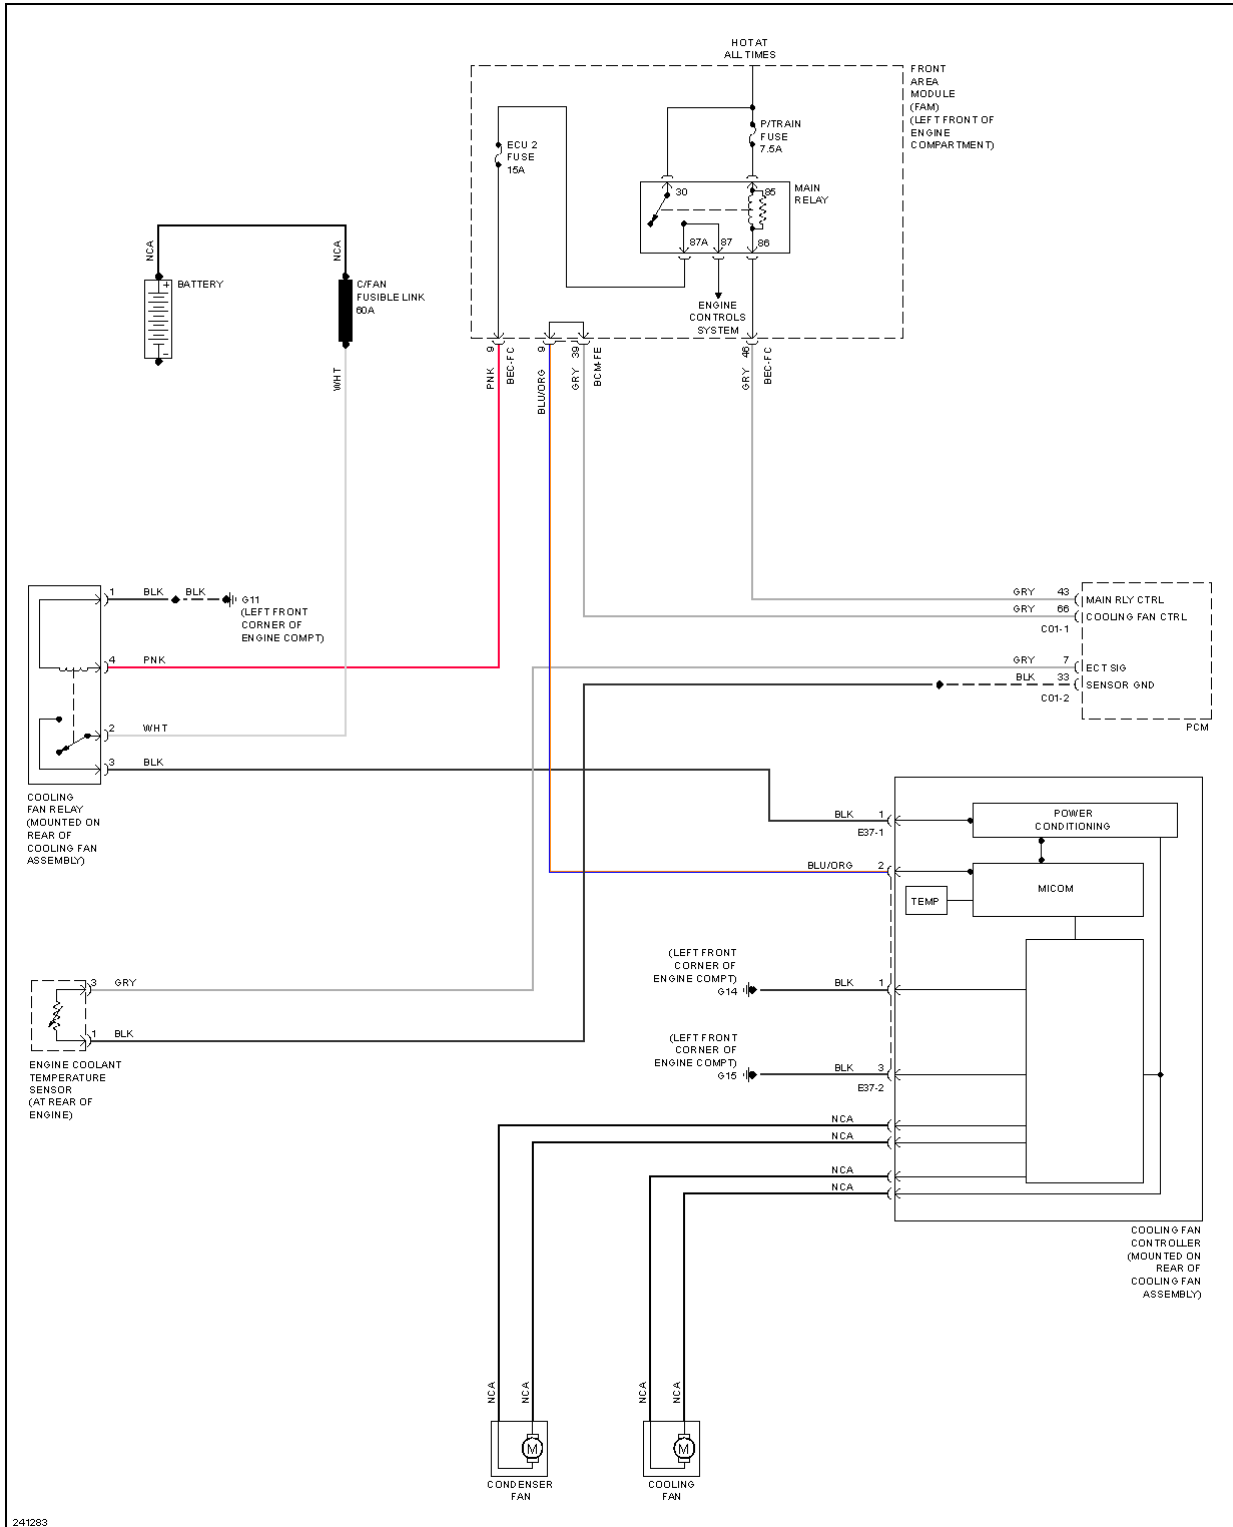 HOT AT
ALL TIMES
FRONT
AREA
MODULE
(FAM)
(LEFT FRONT OF
ENGINE
COMPARTMENT)
P/TRAIN
FUSE
7.5A
ECU 2
FUSE
15A
30
85
MAIN
RELAY
87A
87
86
ENGINE
CONTROLS
SYSTEM
NCA
NCA
BATTERY
+
-
C/FAN
FUSIBLE LINK
60A
WHT
9
PNK
BEC-FC
9
BLU/ORG
39
GRY
BCM-FE
46
GRY
BEC-FC
1
BLK
BLK
G11
(LEFT FRONT
CORNER OF
ENGINE COMPT)
4
PNK
2
WHT
3
BLK
COOLING
FAN RELAY
(MOUNTED ON
REAR OF
COOLING FAN
ASSEMBLY)
GRY 43
MAIN RLY CTRL
GRY 66
COOLING FAN CTRL
C01-1
GRY 7
ECT SIG
BLK 33
SENSOR GND
C01-2
PCM
BLK 1
E37-1
POWER
CONDITIONING
BLU/ORG 2
MICOM
TEMP
(LEFT FRONT
CORNER OF
ENGINE COMPT)
G14
BLK 1
(LEFT FRONT
CORNER OF
ENGINE COMPT)
G15
BLK 3
E37-2
3 GRY
1 BLK
ENGINE COOLANT
TEMPERATURE
SENSOR
(AT REAR OF
ENGINE)
NCA
NCA
NCA
NCA
COOLING FAN
CONTROLLER
(MOUNTED ON
REAR OF
COOLING FAN
ASSEMBLY)
NCA
NCA
NCA
NCA
M
M
CONDENSER
FAN
COOLING
FAN
241283